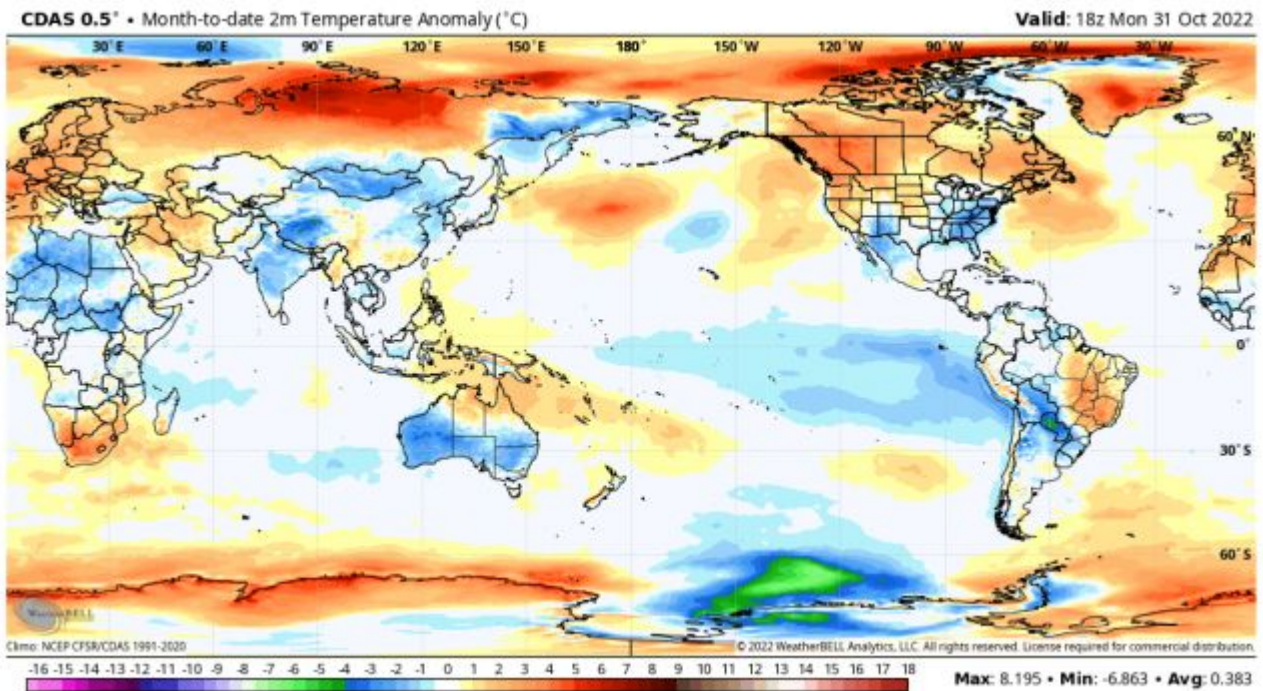 CDAS 0.5° • Month-to-date 2m Temperature Anomaly (°C)
Valid: 18z Mon 31 Oct 2022
30°E 60°E 90°E 120°E 150°E 180° 150°W 120°W 90°W 60°W 30°W
60°N
30°N
0°
30°S
60°S
WeatherBELL
Climo: NCEP CFSR/CDAS 1991-2020
© 2022 WeatherBELL Analytics, LLC. All rights reserved. License required for commercial distribution.
-16 -15 -14 -13 -12 -11 -10 -9 -8 -7 -6 -5 -4 -3 -2 -1 0 1 2 3 4 5 6 7 8 9 10 11 12 13 14 15 16 17 18
Max: 8.195 • Min: -6.863 • Avg: 0.383